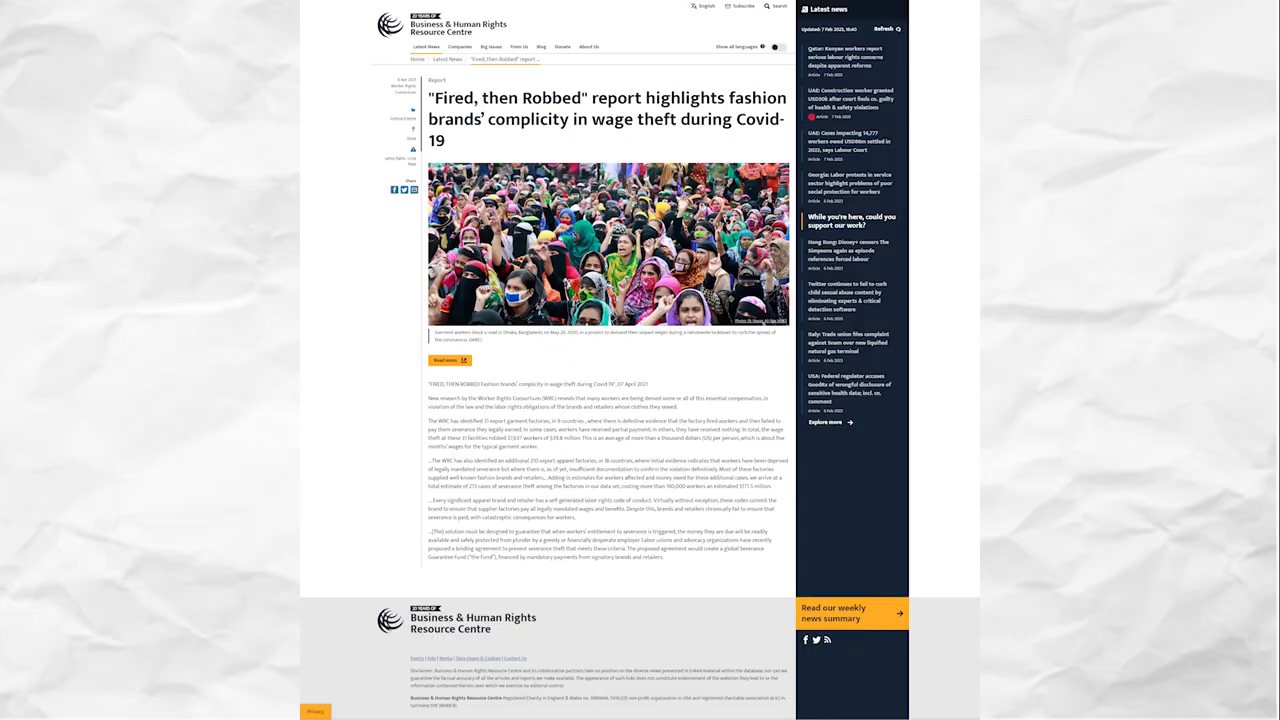 English
Subscribe
Search
20 YEARS OF
Business & Human Rights
Resource Centre
Latest News
Companies
Big Issues
From Us
Blog
Donate
About Us
Show all languages
Home
Latest News
"Fired, then Robbed" report ...
6 Apr 2021
Worker Rights
Consortium
Share
Report
"Fired, then Robbed" report highlights fashion
brands’ complicity in wage theft during Covid-
19
Garment workers block a road in Dhaka, Bangladesh, on May 20, 2020, in a protest to demand their unpaid wages during a nationwide lockdown to curb the spread of
the coronavirus. (WRC)
Read more
"FIRED, THEN ROBBED Fashion brands’ complicity in wage theft during Covid-19", 07 April 2021
New research by the Worker Rights Consortium (WRC) reveals that many workers are being denied some or all of this essential compensation, in
violation of the law and the labor rights obligations of the brands and retailers whose clothes they sewed.
The WRC has identified 31 export garment factories, in 9 countries , where there is definitive evidence that the factory fired workers and then failed to
pay them severance they legally earned. In some cases, workers have received partial payment; in others, they have received nothing. In total, the wage
theft at these 31 facilities robbed 37,637 workers of $39.8 million. This is an average of more than a thousand dollars (US) per person, which is about five
months’ wages for the typical garment worker.
...The WRC has also identified an additional 210 export apparel factories, in 18 countries, where initial evidence indicates that workers have been deprived
of legally mandated severance but where there is, as of yet, insufficient documentation to confirm the violation definitively. Most of these factories
supplied well-known fashion brands and retailers... Adding in estimates for workers affected and money owed for these additional cases, we arrive at a
total estimate of 213 cases of severance theft among the factories in our data set, costing more than 160,000 workers an estimated $171.5 million.
... Every significant apparel brand and retailer has a self-generated labor rights code of conduct. Virtually without exception, these codes commit the
brand to ensure that supplier factories pay all legally mandated wages and benefits. Despite this, brands and retailers chronically fail to ensure that
severance is paid, with catastrophic consequences for workers.
...[The] solution must be designed to guarantee that when workers’ entitlement to severance is triggered, the money they are due will be readily
available and safely protected from plunder by a greedy or financially desperate employer. Labor unions and advocacy organizations have recently
proposed a binding agreement to prevent severance theft that meets these criteria. The proposed agreement would create a global Severance
Guarantee Fund ("the Fund"), financed by mandatory payments from signatory brands and retailers.
Latest news
Updated: 7 Feb 2023, 16:40
Refresh
Qatar: Kenyan workers report
serious labour rights concerns
despite apparent reforms
Article 7 Feb 2023
UAE: Construction worker granted
USD30k after court finds co. guilty
of health & safety violations
Article 7 Feb 2023
UAE: Cases impacting 14,777
workers owed USD86m settled in
2022, says Labour Court
Article 7 Feb 2023
Georgia: Labor protests in service
sector highlight problems of poor
social protection for workers
Article 6 Feb 2023
While you're here, could you
support our work?
Hong Kong: Disney+ censors The
Simpsons again as episode
references forced labour
Article 6 Feb 2023
Twitter continues to fail to curb
child sexual abuse content by
eliminating experts & critical
detection software
Article 6 Feb 2023
Italy: Trade union files complaint
against Snam over new liquified
natural gas terminal
Article 6 Feb 2023
USA: Federal regulator accuses
GoodRx of wrongful disclosure of
sensitive health data; incl. co.
comment
Article 6 Feb 2023
Explore more
Read our weekly
news summary
20 YEARS OF
Business & Human Rights
Resource Centre
Events | Jobs | Media | Data Usage & Cookies | Contact Us
Disclaimer: Business & Human Rights Resource Centre and its collaborative partners take no position on the diverse views presented in linked material within the database, nor can we
guarantee the factual accuracy of all the articles and reports we make available. The appearance of such links does not constitute endorsement of the websites they lead to or the
information contained therein, over which we exercise no editorial control.
Business & Human Rights Resource Centre Registered Charity in England & Wales no. 1096664, 501(c)(3) non-profit organisation in USA and registered charitable association (e.V.) in
Germany (VR 38069 B).
Privacy